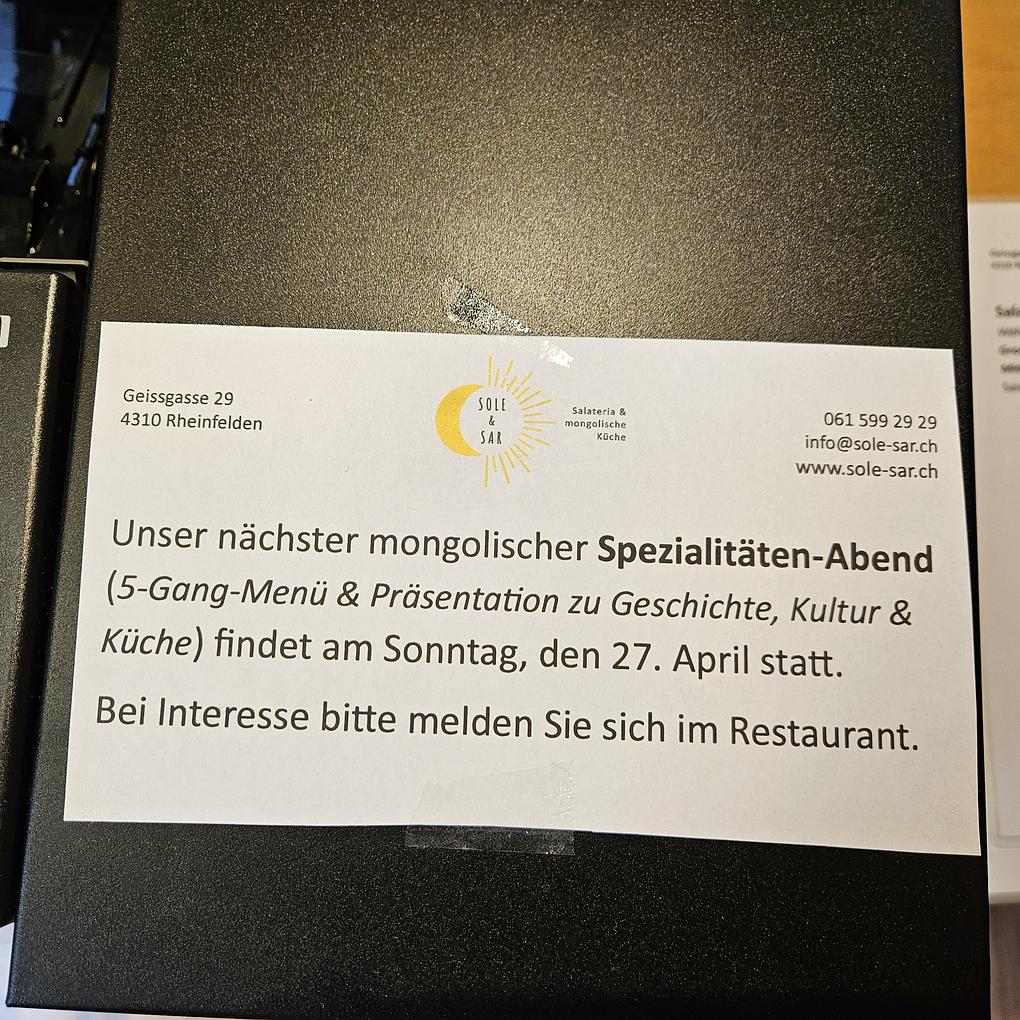 Geissgasse 29
4310 Rheinfelden
SOLE
&
SAR
Salateria &
mongolische
Küche
061 599 29 29
info@sole-sar.ch
www.sole-sar.ch
Unser nächster mongolischer Spezialitäten-Abend
(5-Gang-Menü & Präsentation zu Geschichte, Kultur &
Küche) findet am Sonntag, den 27. April statt.
Bei Interesse bitte melden Sie sich im Restaurant.